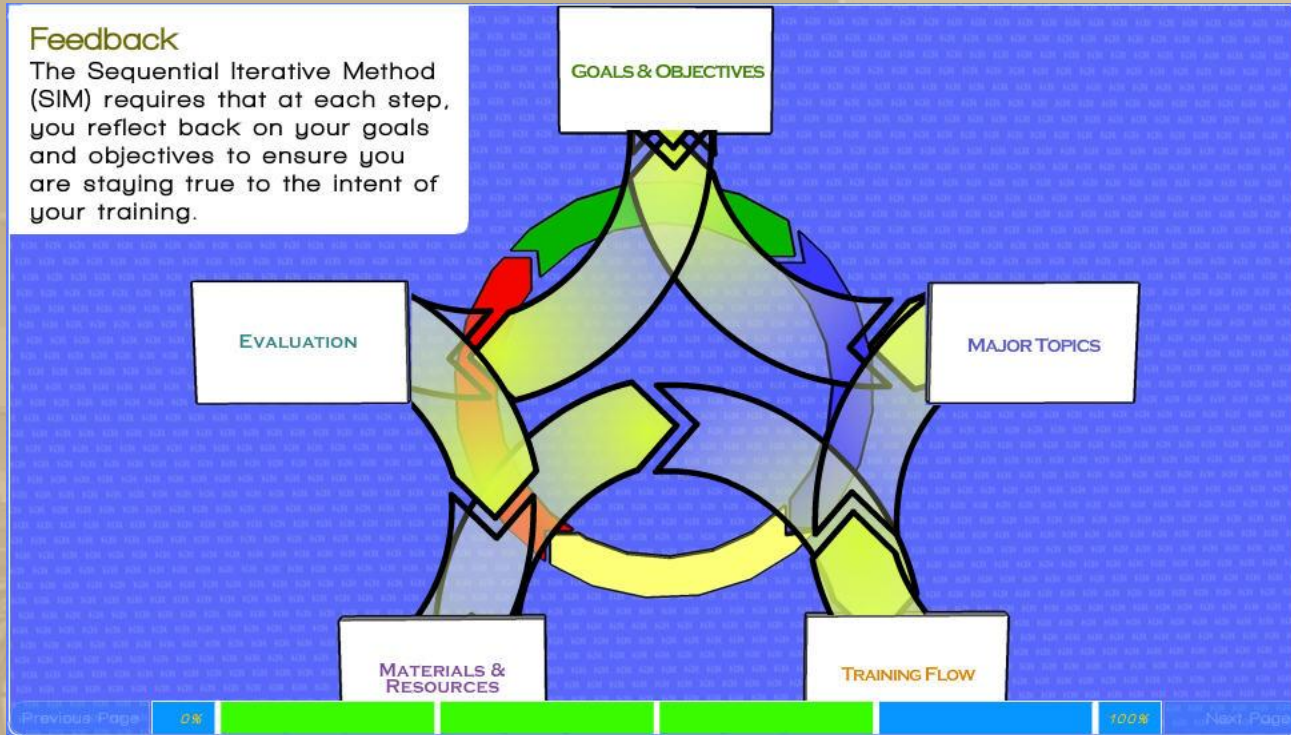 Feedback
The Sequential Iterative Method
(SIM) requires that at each step,
you reflect back on your goals
and objectives to ensure you
are staying true to the intent of
your training.
GOALS & OBJECTIVES
EVALUATION
MAJOR TOPICS
MATERIALS &
RESOURCES
TRAINING FLOW
Previous Page
0%
100%
Next Page